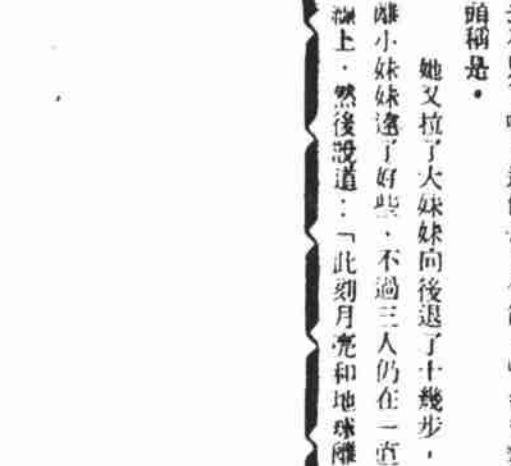 頭稱是。
她又拉了大妹妹向後退了十幾步，
離小妹妹遠了好些、不過三人仍在一直
線上．然後說道：「此刻月亮和地球離